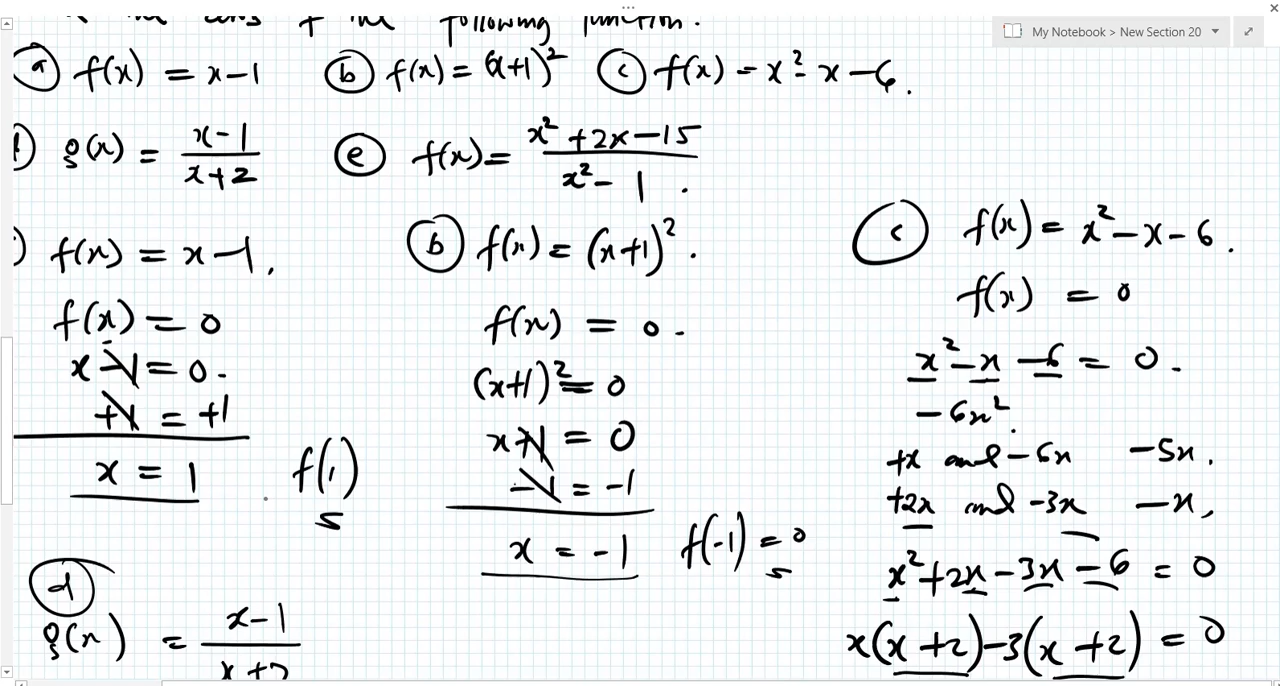 the following function.
My Notebook > New Section 20
(a) f(x) = x-1 (b) f(x) = (x+1)² (c) f(x) = x² - x - 6.
g(x) = (x-1)/(x+2) (e) f(x) = (x² + 2x - 15)/(x² - 1).
f(x) = x-1.
f(x) = 0
x-1 = 0.
+1 = +1
x = 1
f(1)
(b) f(x) = (x+1)².
f(x) = 0.
(x+1)² = 0
x+1 = 0
-1 = -1
x = -1
f(-1) = 0
(c) f(x) = x² - x - 6.
f(x) = 0
x² - x - 6 = 0.
-6x².
+x and -6x -5x.
+2x and -3x -x,
x² + 2x - 3x - 6 = 0
x(x+2) - 3(x+2) = 0
(d)
g(x) = (x-1)/(x+2)